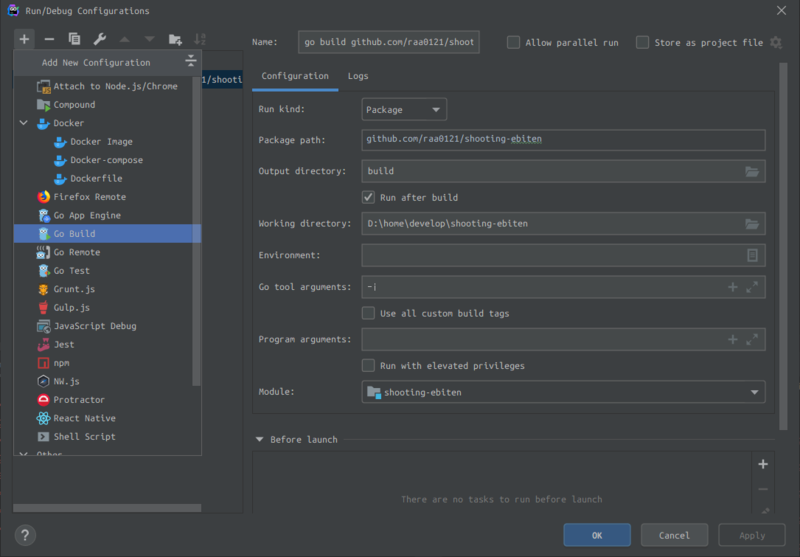 Run/Debug Configurations
Add New Configuration
Attach to Node.js/Chrome
Compound
Docker
Docker Image
Docker-compose
Dockerfile
Firefox Remote
Go App Engine
Go Build
Go Remote
Go Test
Grunt.js
Gulp.js
JavaScript Debug
Jest
npm
NW.js
Protractor
React Native
Shell Script
Other
1/shooti
Name: go build github.com/raa0121/shoot
Allow parallel run
Store as project file
Configuration Logs
Run kind: Package
Package path: github.com/raa0121/shooting-ebiten
Output directory: build
Run after build
Working directory: D:\home\develop\shooting-ebiten
Environment:
Go tool arguments: -i
Use all custom build tags
Program arguments:
Run with elevated privileges
Module: shooting-ebiten
Before launch
There are no tasks to run before launch
?
OK Cancel Apply